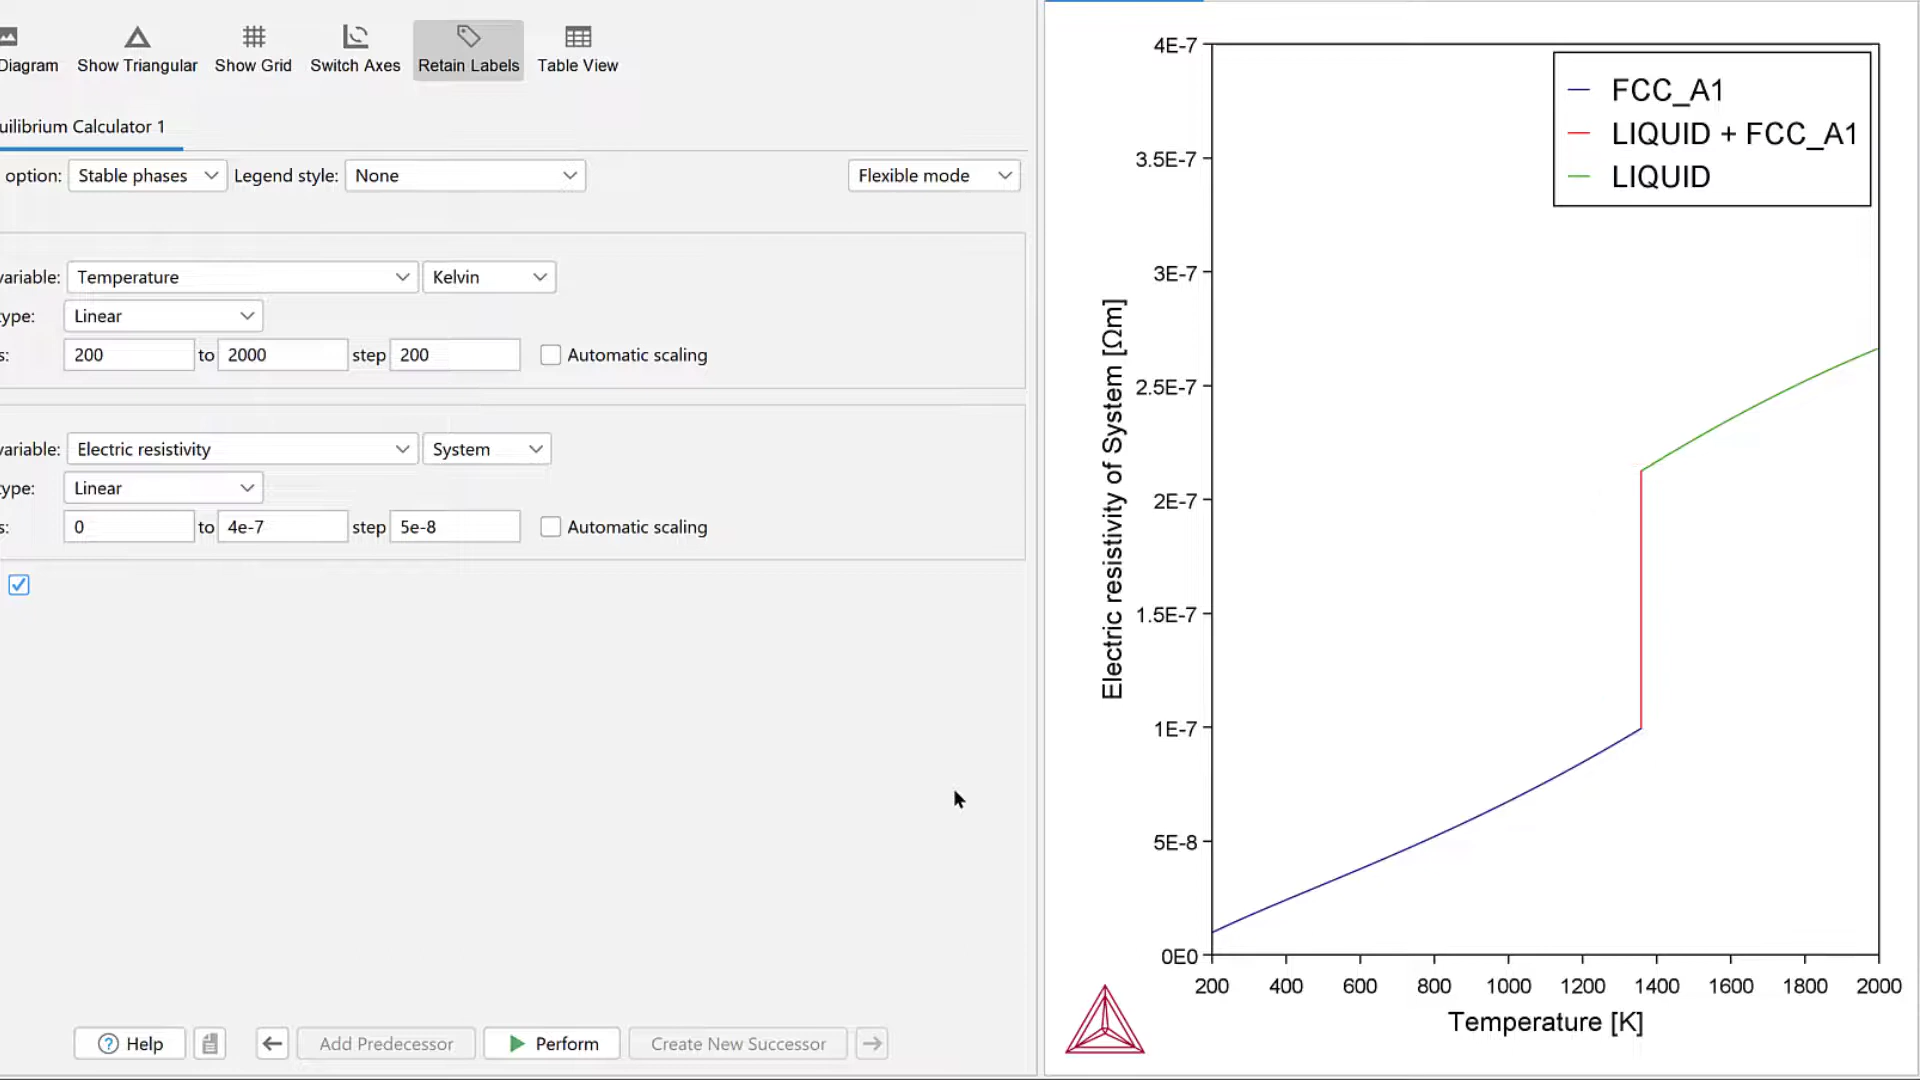 Diagram Show Triangular Show Grid Switch Axes Retain Labels Table View
uilibrium Calculator 1
option: Stable phases Legend style: None Flexible mode
variable: Temperature Kelvin
ype: Linear
s: 200 to 2000 step 200 Automatic scaling
variable: Electric resistivity System
ype: Linear
s: 0 to 4e-7 step 5e-8 Automatic scaling
Help Add Predecessor Perform Create New Successor
4E-7
3.5E-7
3E-7
2.5E-7
2E-7
1.5E-7
1E-7
5E-8
0E0
Electric resistivity of System [Ωm]
FCC_A1
LIQUID + FCC_A1
LIQUID
200 400 600 800 1000 1200 1400 1600 1800 2000
Temperature [K]